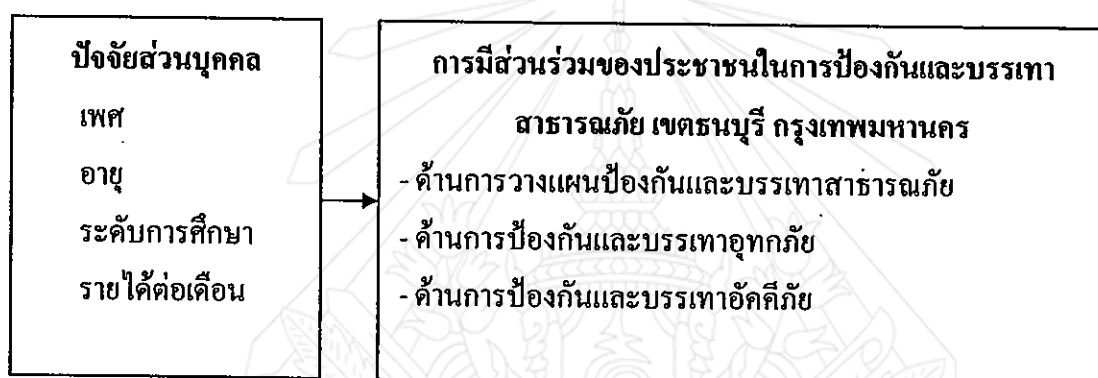 ปัจจัยส่วนบุคคล
เพศ
อายุ
ระดับการศึกษา
รายได้ต่อเดือน
การมีส่วนร่วมของประชาชนในการป้องกันและบรรเทา
สาธารณภัย เขตธนบุรี กรุงเทพมหานคร
- ด้านการวางแผนป้องกันและบรรเทาสาธารณภัย
- ด้านการป้องกันและบรรเทาอุทกภัย
- ด้านการป้องกันและบรรเทาอัคคีภัย